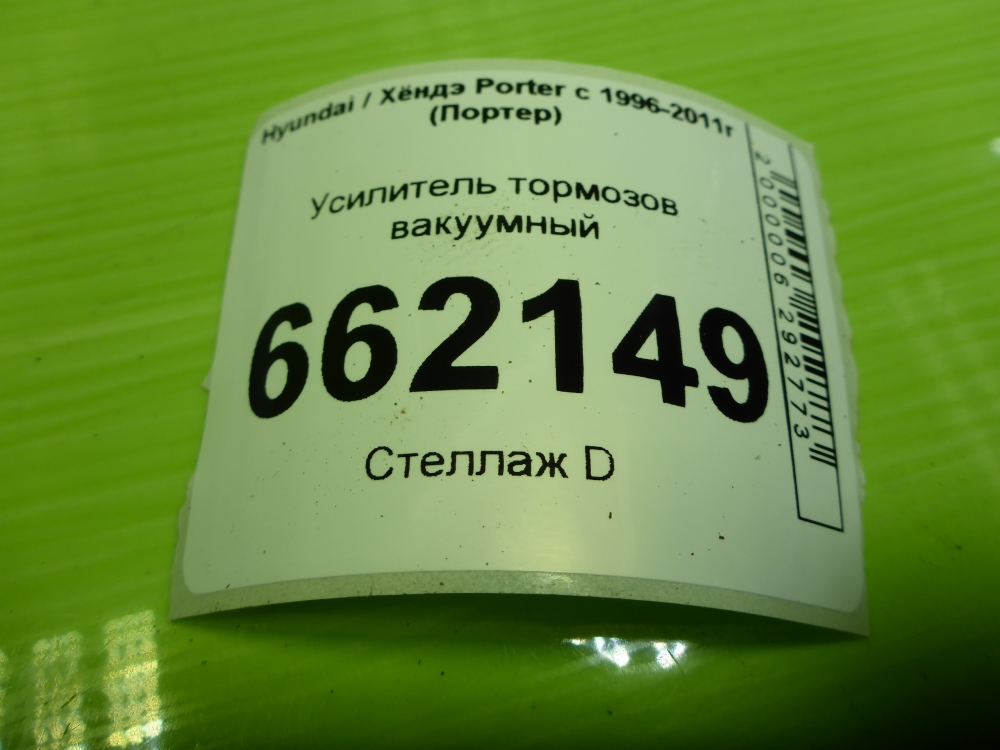 Hyundai / Хёндэ Porter с 1996-2011г
(Портер)
Усилитель тормозов
вакуумный
662149
Стеллаж D
2000006292773